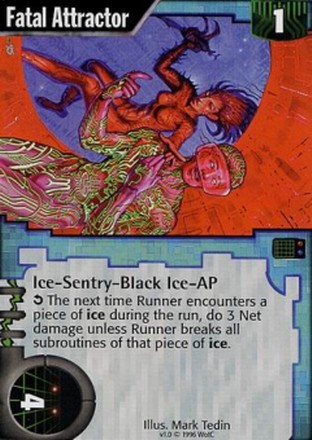 Fatal Attractor
1
Ice-Sentry-Black Ice-AP
The next time Runner encounters a
piece of ice during the run, do 3 Net
damage unless Runner breaks all
subroutines of that piece of ice.
4
Illus. Mark Tedin
v1.0 © 1996 WotC